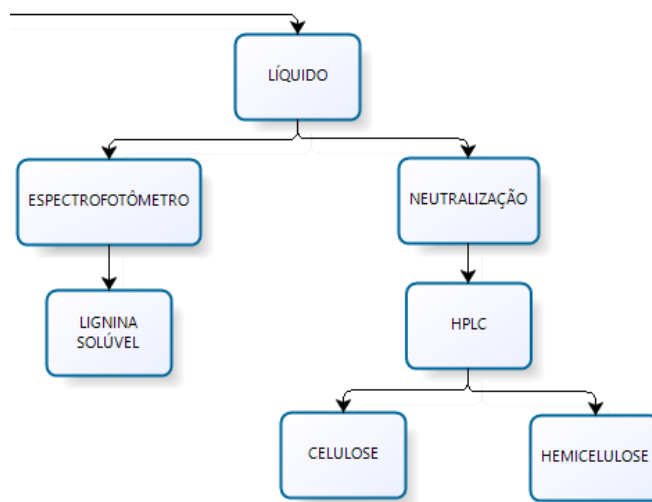 LÍQUIDO
ESPECTROFOTÔMETRO
NEUTRALIZAÇÃO
LIGNINA
SOLÚVEL
HPLC
CELULOSE
HEMICELULOSE